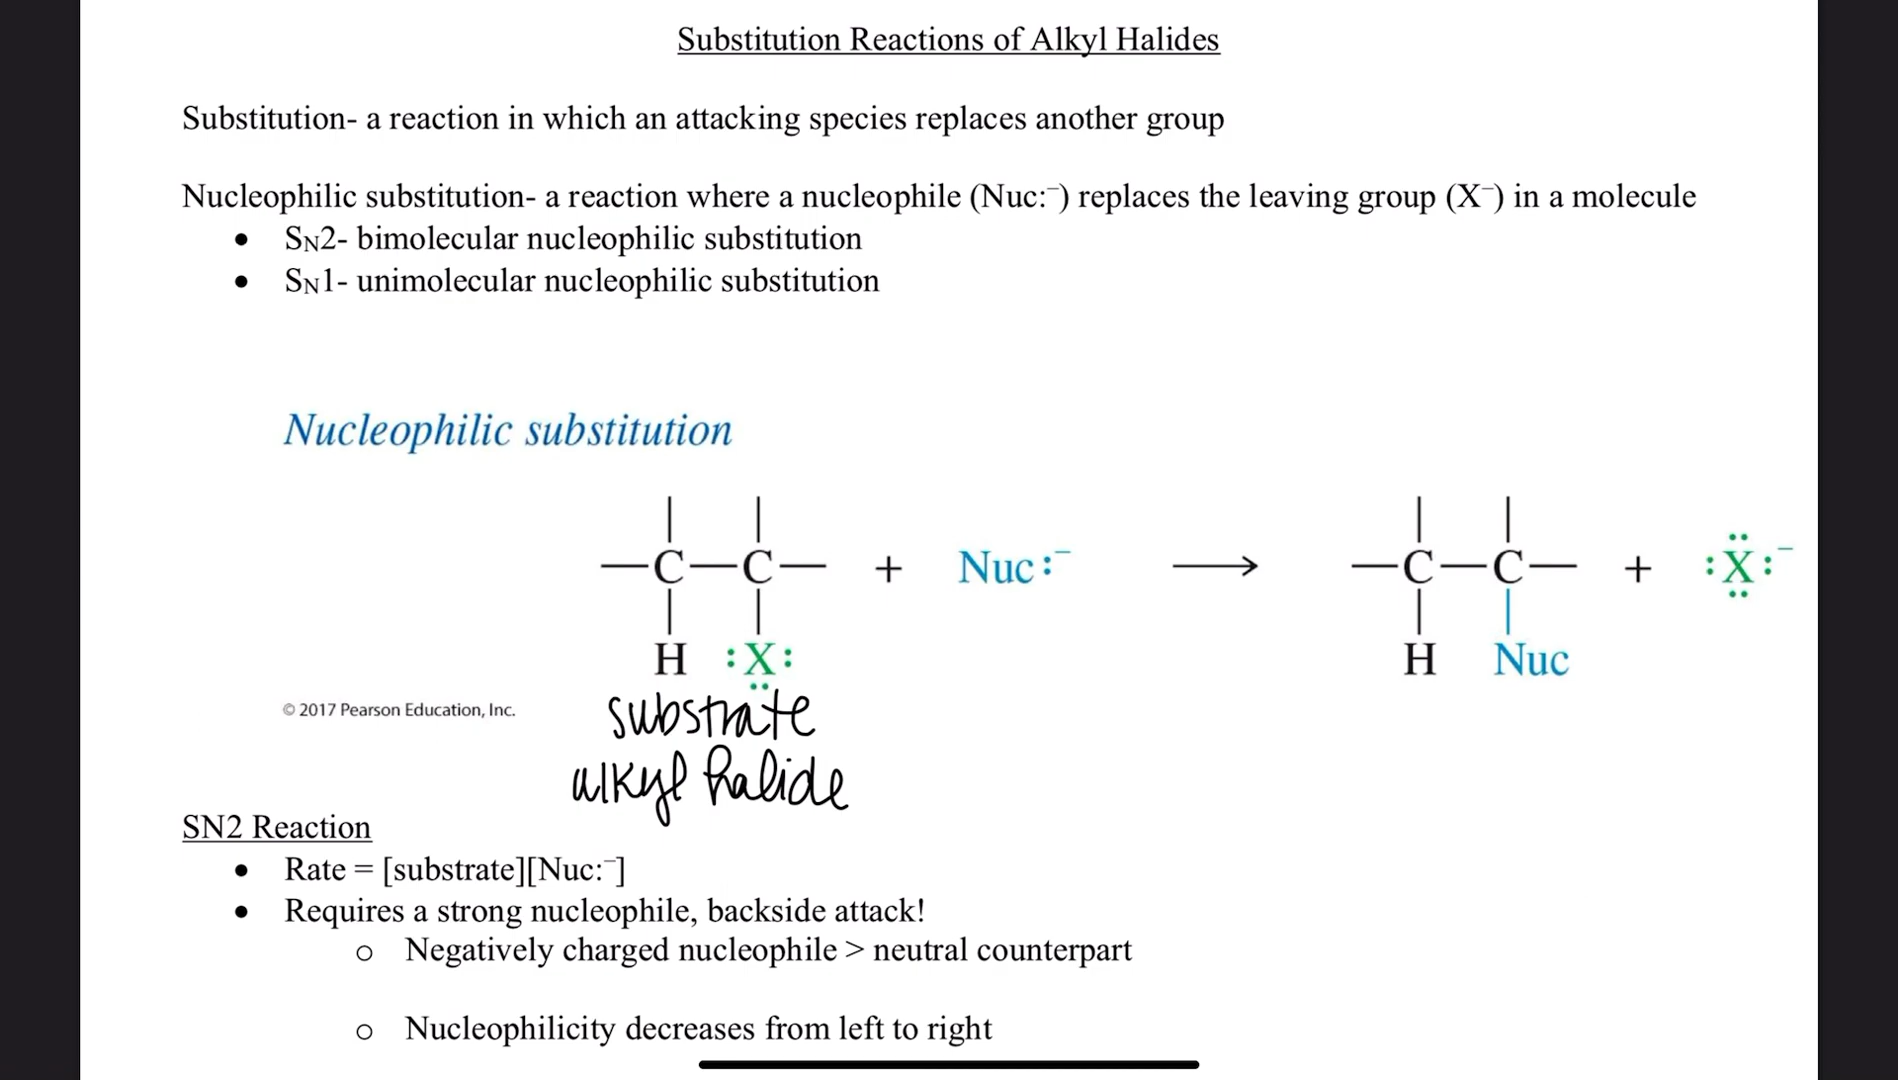 Substitution Reactions of Alkyl Halides
Substitution- a reaction in which an attacking species replaces another group
Nucleophilic substitution- a reaction where a nucleophile (Nuc:⁻) replaces the leaving group (X⁻) in a molecule
• SN2- bimolecular nucleophilic substitution
• SN1- unimolecular nucleophilic substitution
Nucleophilic substitution
—C—C— + Nuc:⁻ → —C—C— + :X:⁻
H :X: H Nuc
© 2017 Pearson Education, Inc.
substrate
alkyl halide
SN2 Reaction
• Rate = [substrate][Nuc:⁻]
• Requires a strong nucleophile, backside attack!
o Negatively charged nucleophile > neutral counterpart
o Nucleophilicity decreases from left to right